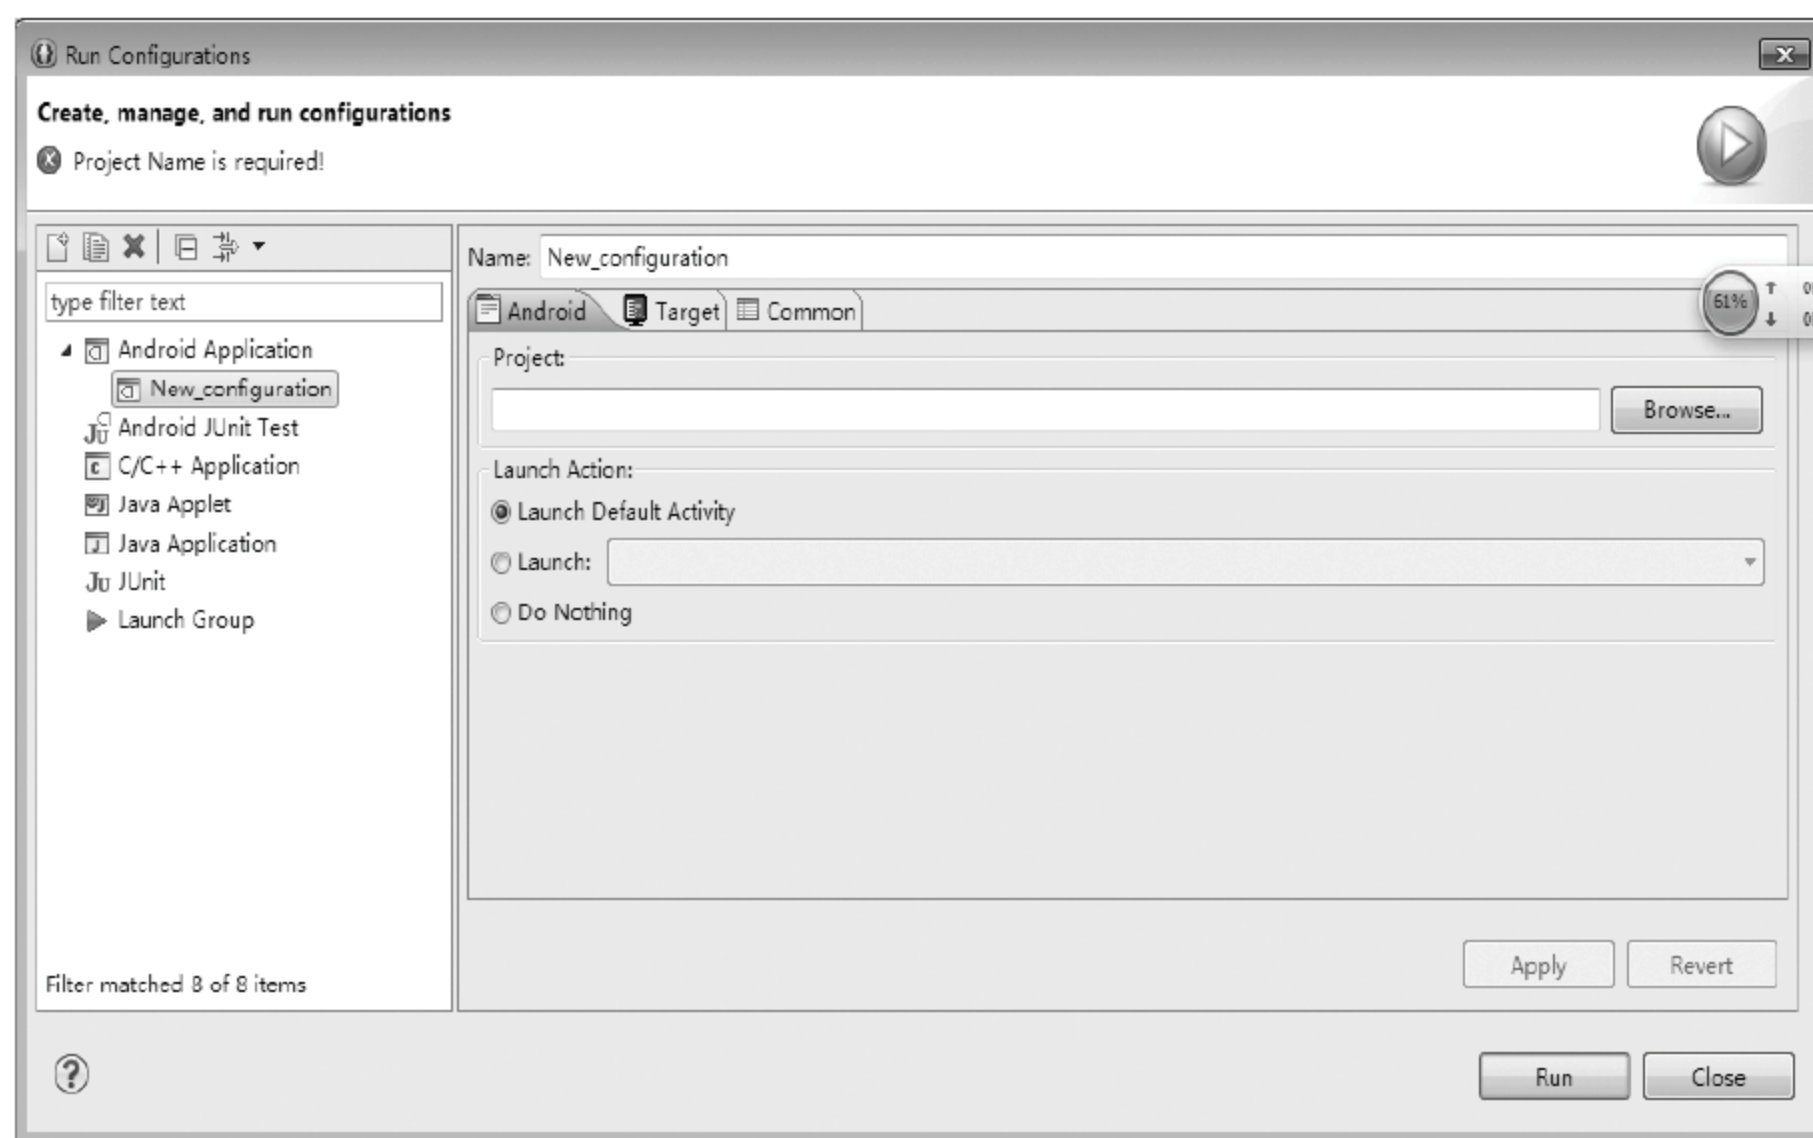 Run Configurations
Create, manage, and run configurations
Project Name is required!
type filter text
Android Application
New_configuration
Android JUnit Test
C/C++ Application
Java Applet
Java Application
JUnit
Launch Group
Filter matched 8 of 8 items
Name: New_configuration
Android Target Common
61%
Project:
Browse...
Launch Action:
Launch Default Activity
Launch:
Do Nothing
Apply Revert
Run Close